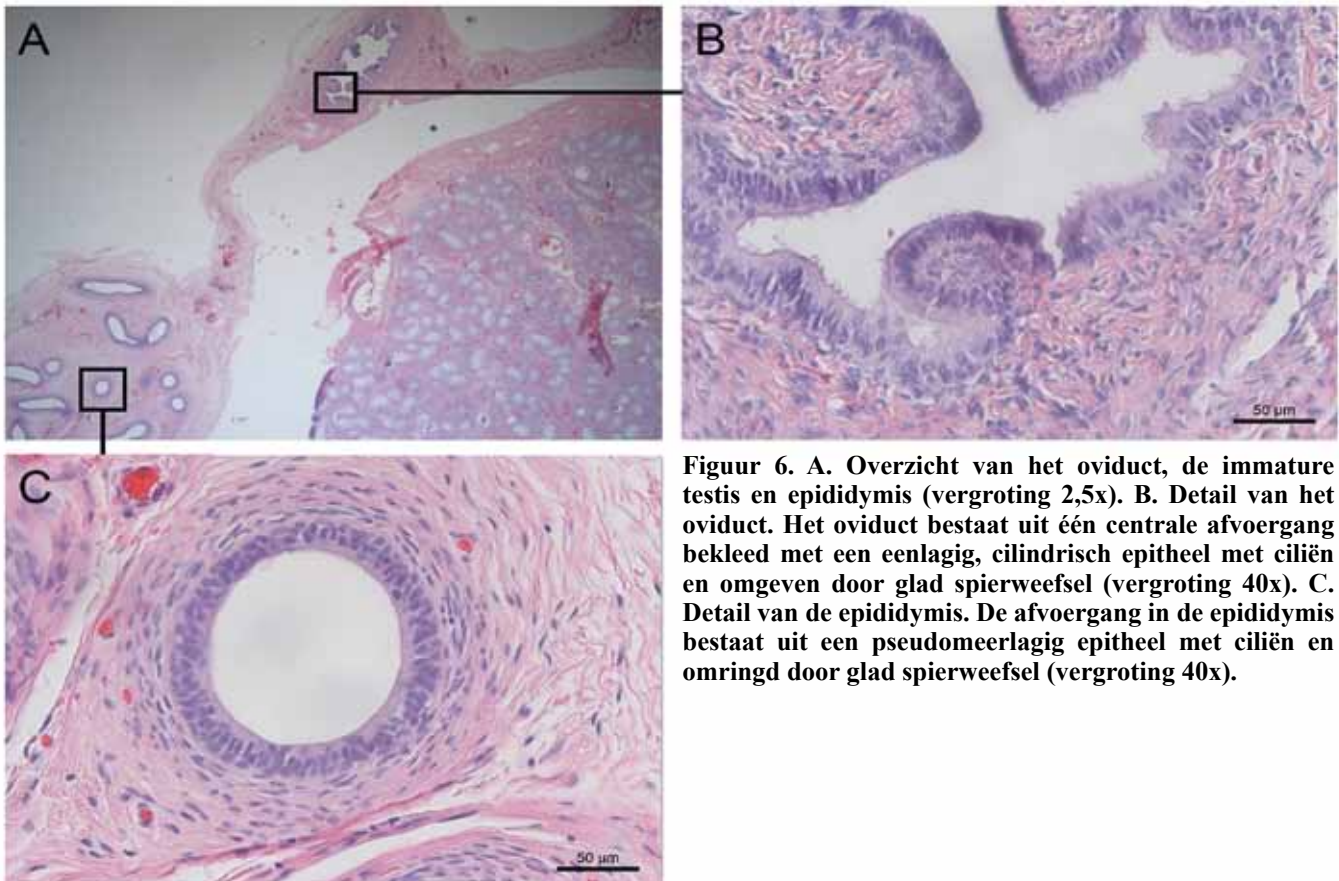 A
B
50 µm
C
50 µm
Figuur 6. A. Overzicht van het oviduct, de immature
testis en epididymis (vergroting 2,5x). B. Detail van het
oviduct. Het oviduct bestaat uit één centrale afvoergang
bekleed met een eenlagig, cilindrisch epitheel met ciliën
en omgeven door glad spierweefsel (vergroting 40x). C.
Detail van de epididymis. De afvoergang in de epididymis
bestaat uit een pseudomeerlagig epitheel met ciliën en
omringd door glad spierweefsel (vergroting 40x).